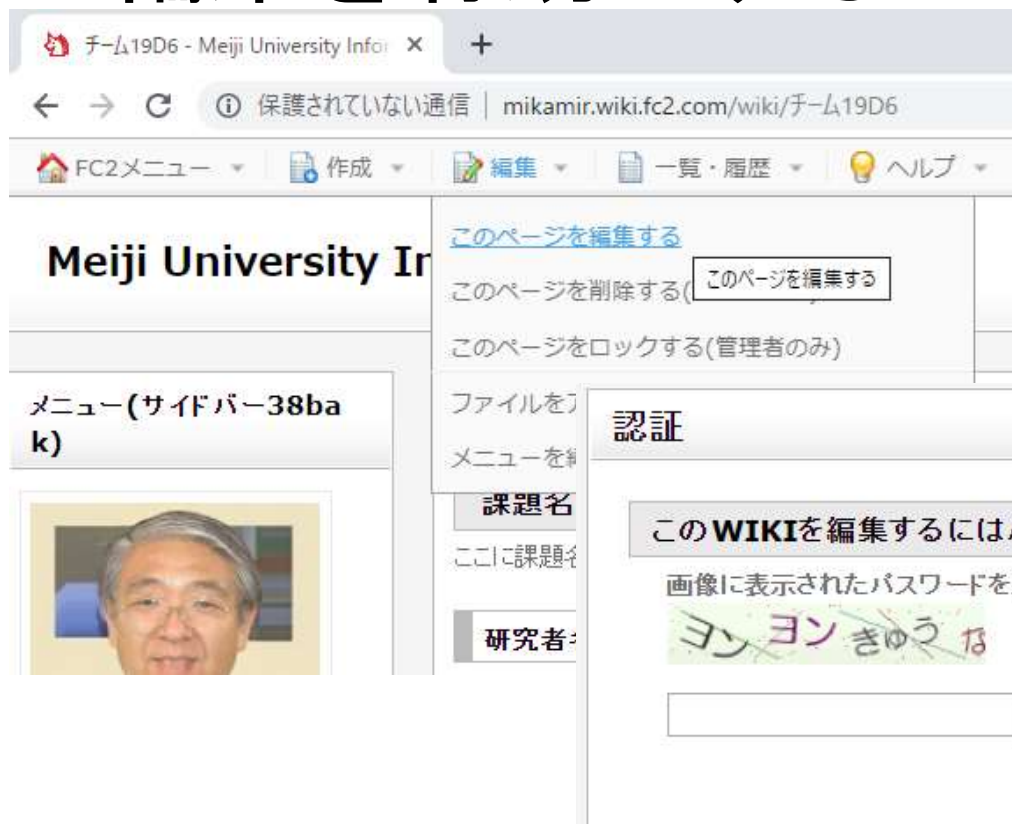 チーム19D6 - Meiji University Infor
保護されていない通信 | mikamir.wiki.fc2.com/wiki/チーム19D6
FC2メニュー 作成 編集 一覧・履歴 ヘルプ
Meiji University In
このページを編集する
このページを削除する(
このページを編集する
このページをロックする(管理者のみ)
ファイルをア
メニューを編
メニュー(サイドバー38ba
k)
課題名
ここに課題名
研究者
認証
このWIKIを編集するには
画像に表示されたパスワードを
ヨン ヨン きゅう な